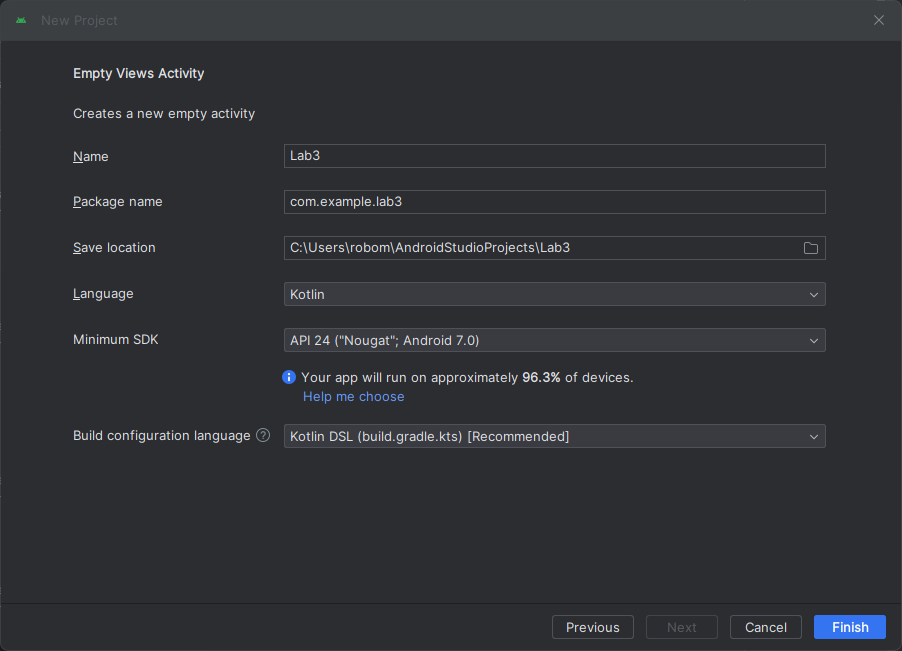 New Project
Empty Views Activity
Creates a new empty activity
Name Lab3
Package name com.example.lab3
Save location C:\Users\robom\AndroidStudioProjects\Lab3
Language Kotlin
Minimum SDK API 24 ("Nougat"; Android 7.0)
Your app will run on approximately 96.3% of devices.
Help me choose
Build configuration language ? Kotlin DSL (build.gradle.kts) [Recommended]
Previous Next Cancel Finish